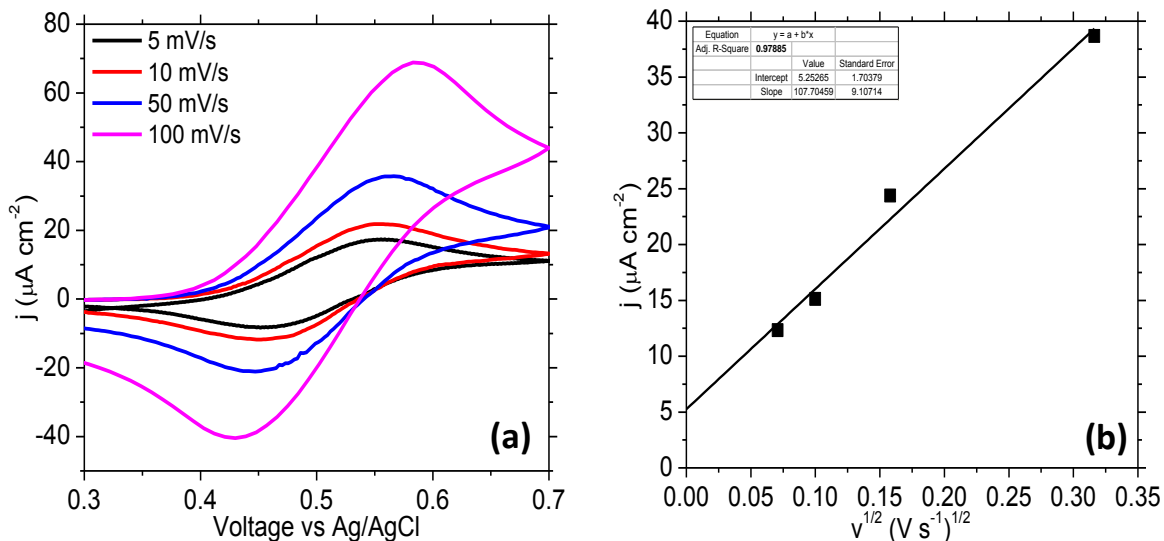 5 mV/s
10 mV/s
50 mV/s
100 mV/s
80
60
40
20
0
-20
-40
j (μA cm⁻²)
(a)
0.3 0.4 0.5 0.6 0.7
Voltage vs Ag/AgCl
Equation y = a + b*x
Adj. R-Square 0.97885
Value Standard Error
Intercept 5.25265 1.70379
Slope 107.70459 9.10714
40
35
30
25
20
15
10
5
0
j (μA cm⁻²)
(b)
0.00 0.05 0.10 0.15 0.20 0.25 0.30 0.35
v¹ᐟ² (V s⁻¹)¹ᐟ²